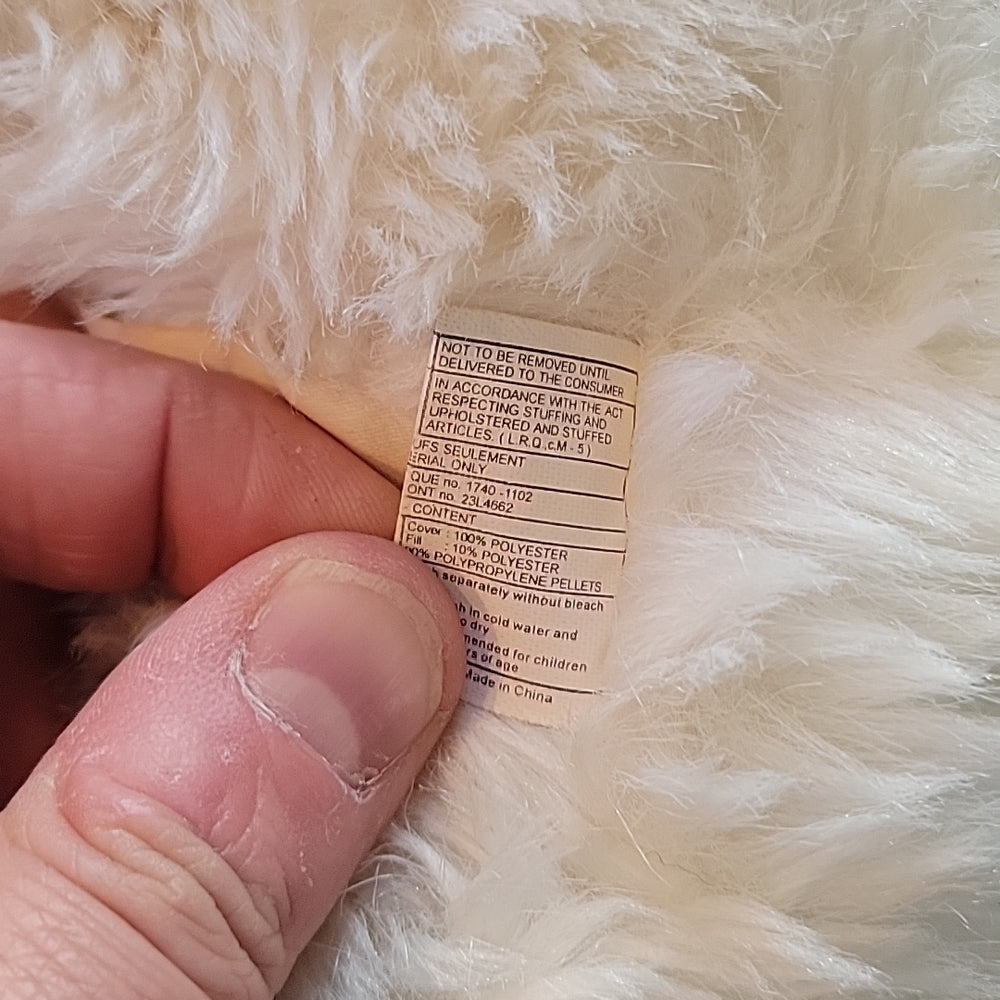 NOT TO BE REMOVED UNTIL
DELIVERED TO THE CONSUMER
IN ACCORDANCE WITH THE ACT
RESPECTING STUFFING AND
UPHOLSTERED AND STUFFED
ARTICLES. ( L.R.Q.,c.M - 5 )
UFS SEULEMENT
ERIAL ONLY
QUE no. 1740 -1102
ONT no. 23L4662
CONTENT
Cover : 100% POLYESTER
Fill : 10% POLYESTER
0% POLYPROPYLENE PELLETS
h separately without bleach
sh in cold water and
o dry
mended for children
rs of age
Made in China